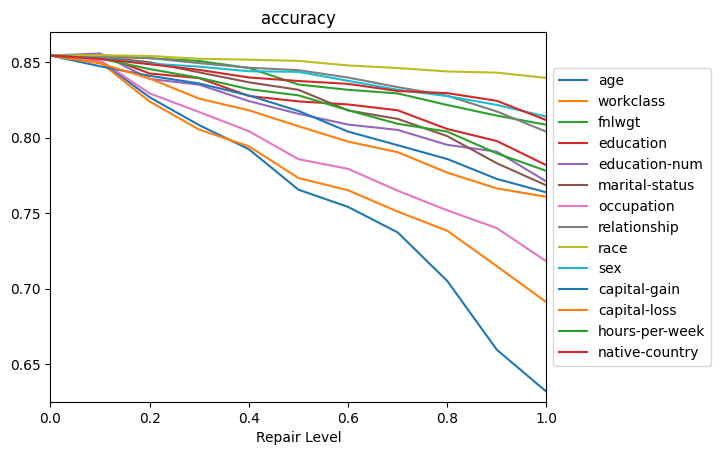 accuracy
0.85
0.80
0.75
0.70
0.65
0.0 0.2 0.4 0.6 0.8 1.0
Repair Level
age
workclass
fnlwgt
education
education-num
marital-status
occupation
relationship
race
sex
capital-gain
capital-loss
hours-per-week
native-country